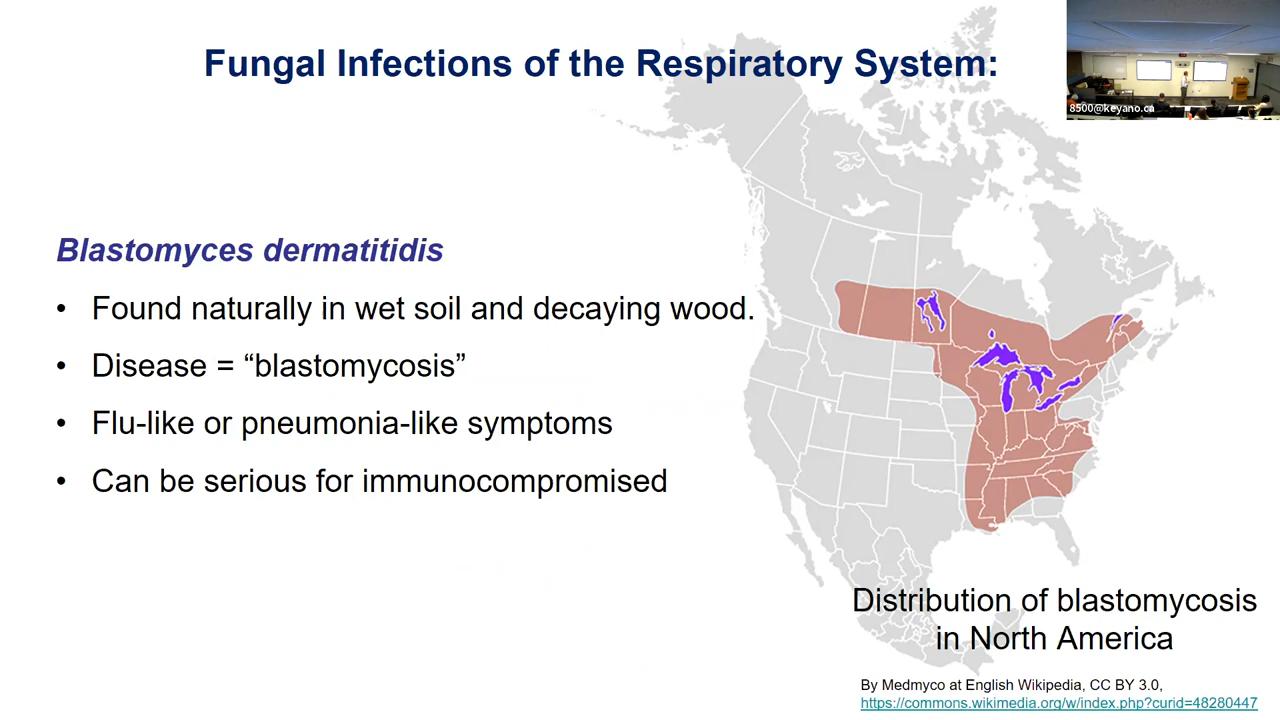 Fungal Infections of the Respiratory System:
8500@keyano.ca
Blastomyces dermatitidis
• Found naturally in wet soil and decaying wood.
• Disease = “blastomycosis”
• Flu-like or pneumonia-like symptoms
• Can be serious for immunocompromised
Distribution of blastomycosis
in North America
By Medmyco at English Wikipedia, CC BY 3.0,
https://commons.wikimedia.org/w/index.php?curid=48280447